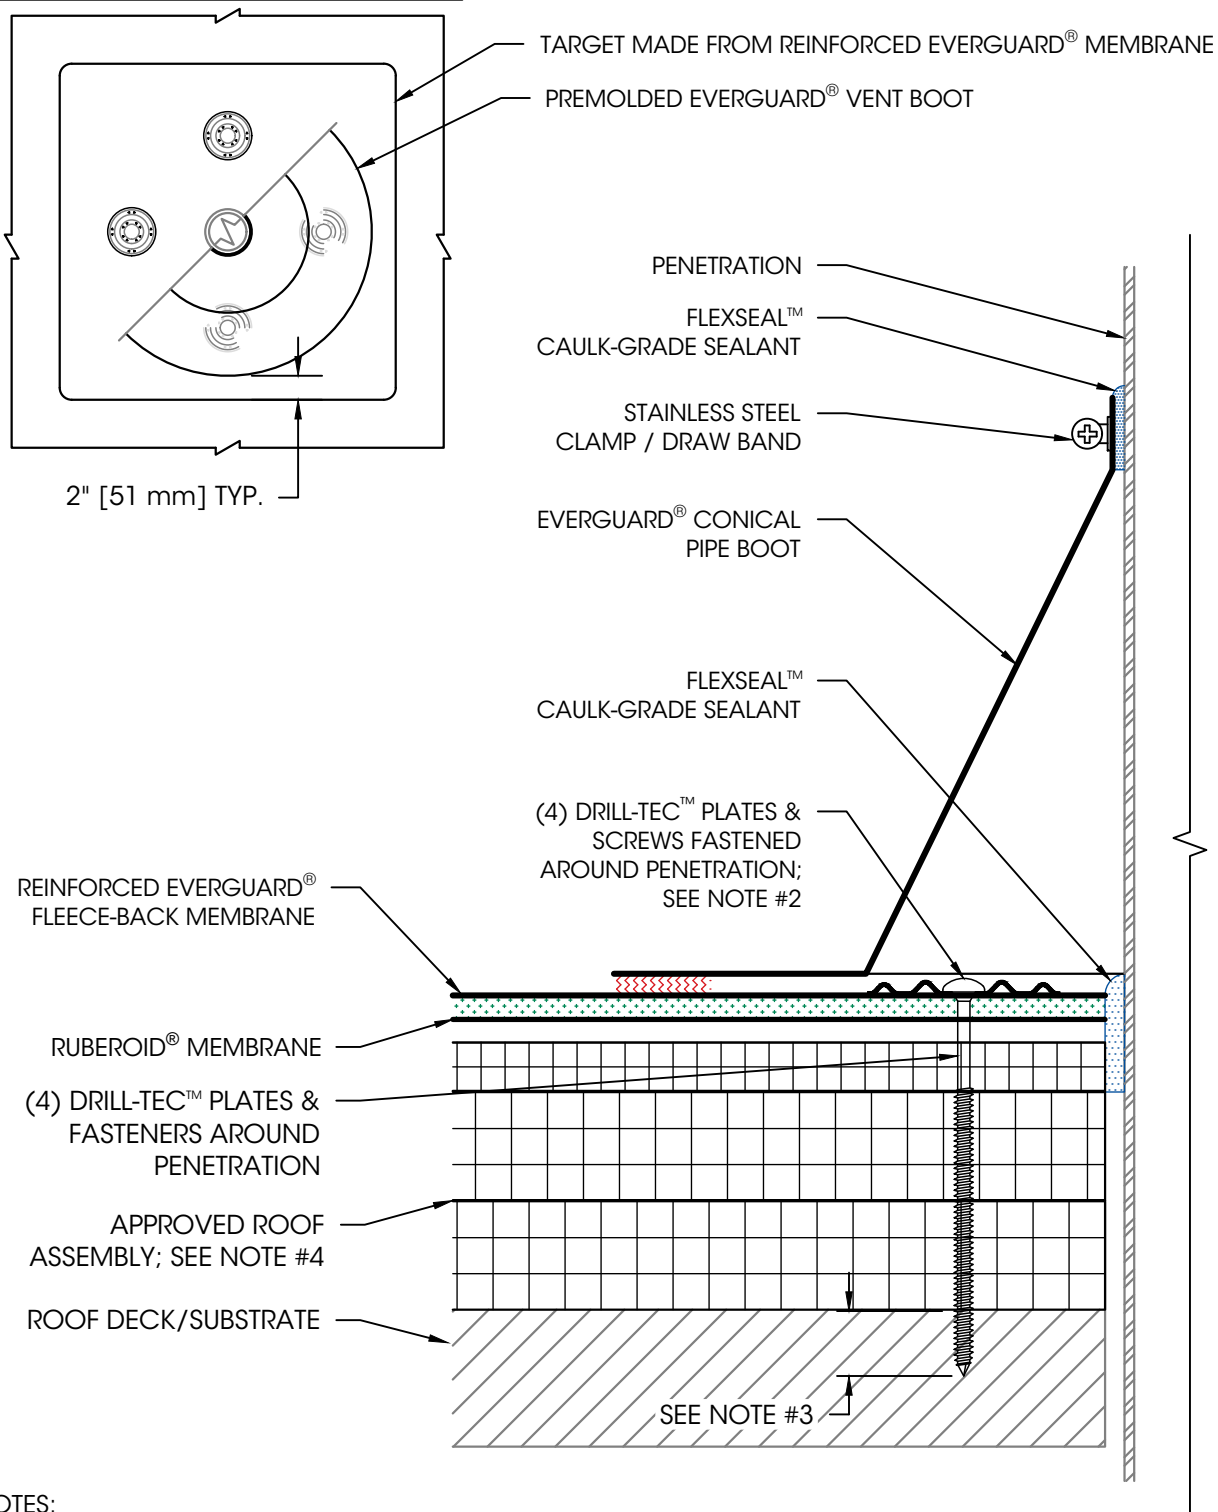 TARGET MADE FROM REINFORCED EVERGUARD® MEMBRANE
PREMOLDED EVERGUARD® VENT BOOT
2" [51 mm] TYP.
PENETRATION
FLEXSEAL™
CAULK-GRADE SEALANT
STAINLESS STEEL
CLAMP / DRAW BAND
EVERGUARD® CONICAL
PIPE BOOT
FLEXSEAL™
CAULK-GRADE SEALANT
(4) DRILL-TEC™ PLATES &
SCREWS FASTENED
AROUND PENETRATION;
SEE NOTE #2
REINFORCED EVERGUARD®
FLEECE-BACK MEMBRANE
RUBEROID® MEMBRANE
(4) DRILL-TEC™ PLATES &
FASTENERS AROUND
PENETRATION
APPROVED ROOF
ASSEMBLY; SEE NOTE #4
ROOF DECK/SUBSTRATE
SEE NOTE #3
OTES: